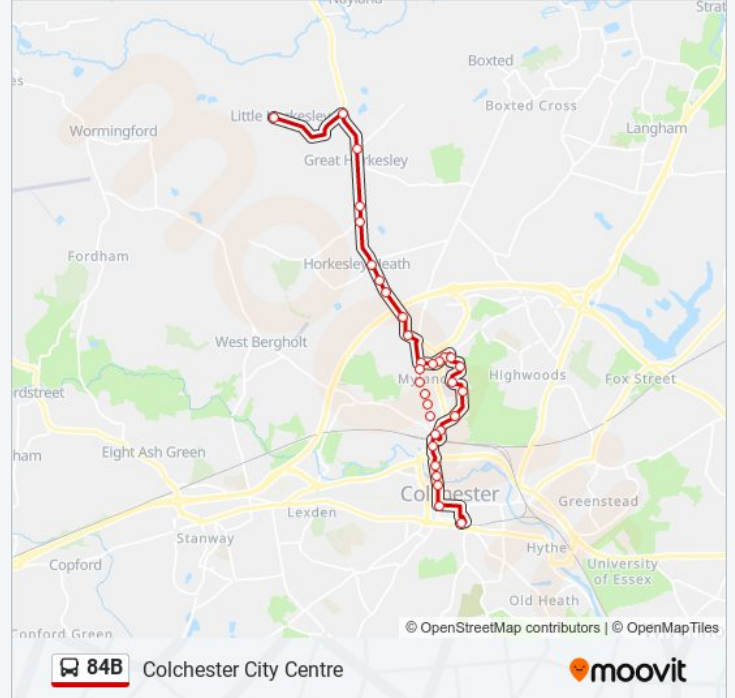 Nayland
Strat
Boxted
es
Boxted Cross
Little Horkesley
Wormingford
Langham
Great Horkesley
Fordham
Horkesley Heath
West Bergholt
Myland
Highwoods
Fox Street
rdstreet
Eight Ash Green
ham
Colchester
Greenstead
Lexden
Stanway
Hythe
Copford
University
of Essex
Old Heath
Copford Green
© OpenStreetMap contributors | © OpenMapTiles
84B
Colchester City Centre
moovit